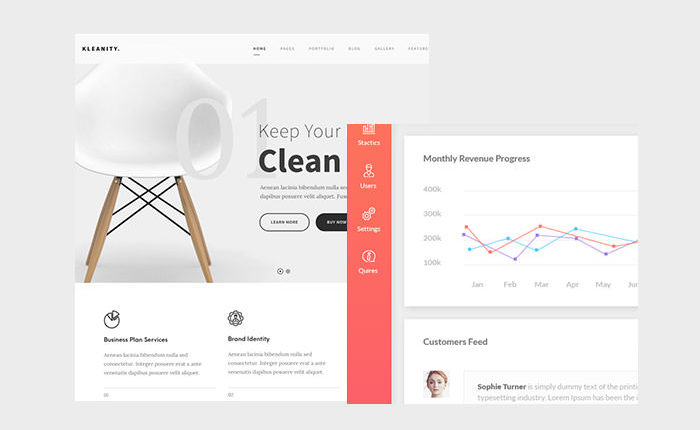 KLEANITY.
HOME PAGES PORTFOLIO BLOG GALLERY FEATUR
01
Keep Your
Clean
Aenean lacinia bibendum nulla sed
dapibus posuere velit aliquet. Fus
LEARN MORE BUY NOW
Business Plan Services
Aenean lacinia bibendum nulla sed
consectetur. Integer posuere erat a ante
venenatis dapibus posuere velit aliquet.
01
Brand Identity
Aenean lacinia bibendum nulla sed
consectetur. Integer posuere erat a ante
venenatis dapibus posuere velit aliquet.
02
Stactics
Users
Settings
Quires
Monthly Revenue Progress
400k
300k
200k
100k
Jan Feb Mar Apr May Jun
Customers Feed
Sophie Turner is simply dummy text of the printi
typesetting industry. Lorem Ipsum has been the i